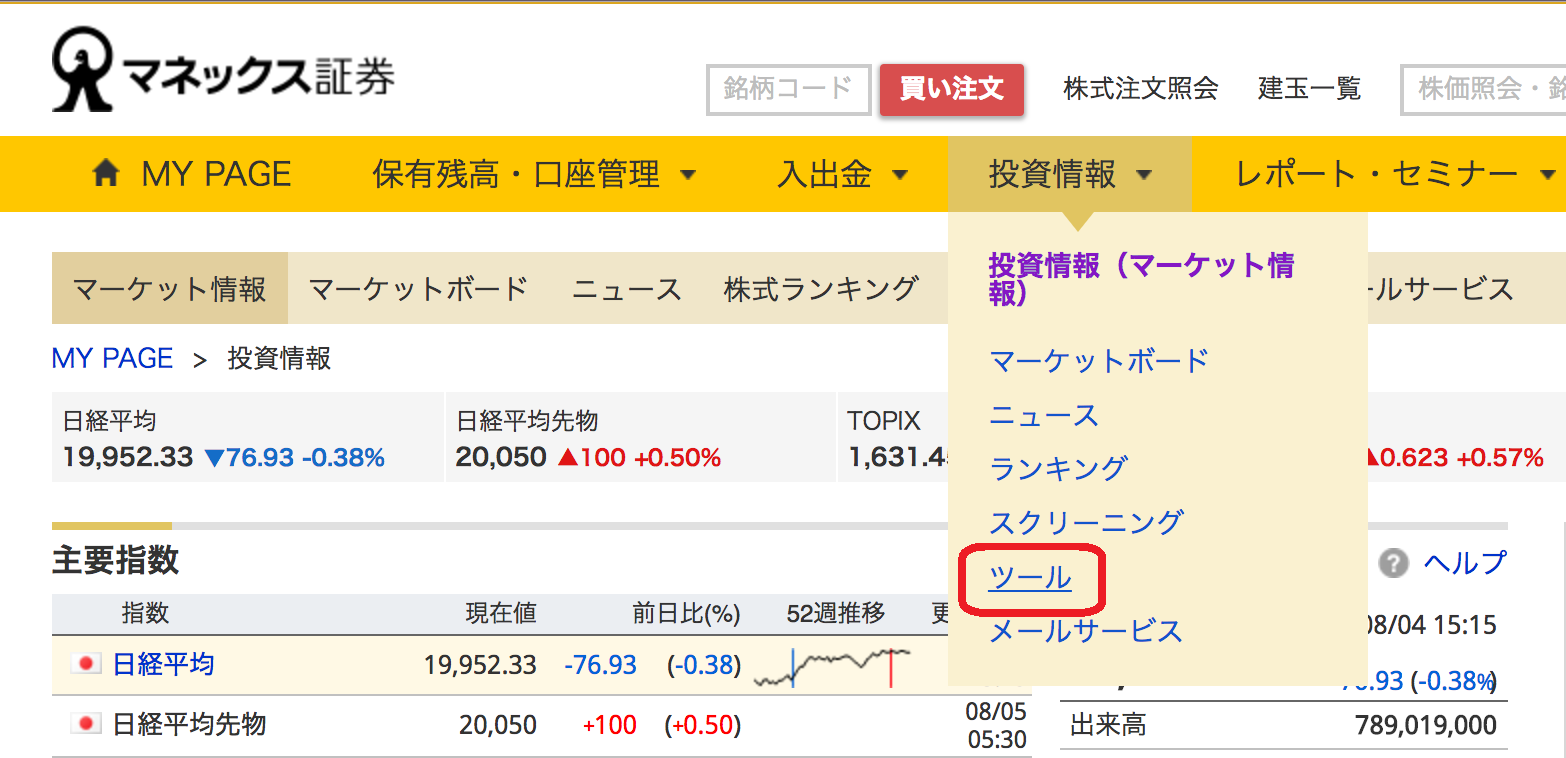 マネックス証券
銘柄コード 買い注文 株式注文照会 建玉一覧 株価照会・銘
MY PAGE 保有残高・口座管理 入出金 投資情報 レポート・セミナー
投資情報（マーケット情
報）
マーケットボード
ニュース
ランキング
スクリーニング
ツール
メールサービス
マーケット情報 マーケットボード ニュース 株式ランキング ールサービス
MY PAGE > 投資情報
日経平均 日経平均先物 TOPIX
19,952.33 ▼76.93 -0.38% 20,050 ▲100 +0.50% 1,631.45 ▲0.623 +0.57%
主要指数 ? ヘルプ
指数 現在値 前日比(%) 52週推移 更
08/04 15:15
日経平均 19,952.33 -76.93 (-0.38)
76.93 (-0.38%)
日経平均先物 20,050 +100 (+0.50) 08/05
05:30
出来高 789,019,000